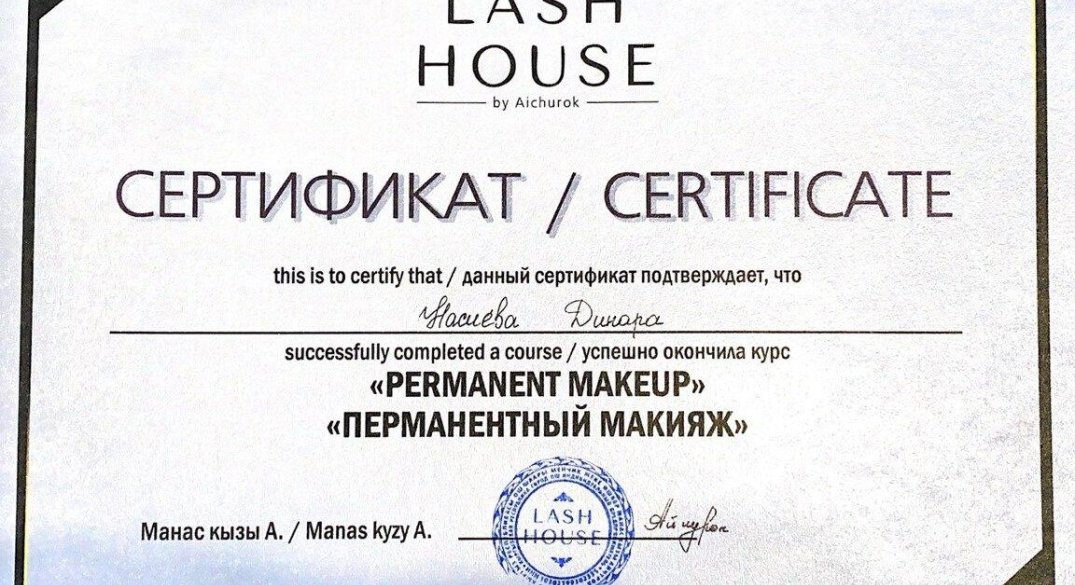 LASH
HOUSE
by Aichurok
СЕРТИФИКАТ / CERTIFICATE
this is to certify that / данный сертификат подтверждает, что
Насиева Динара
successfully completed a course / успешно окончила курс
«PERMANENT MAKEUP»
«ПЕРМАНЕНТНЫЙ МАКИЯЖ»
Манас кызы А. / Manas kyzy A.
LASH
HOUSE
Айчурок